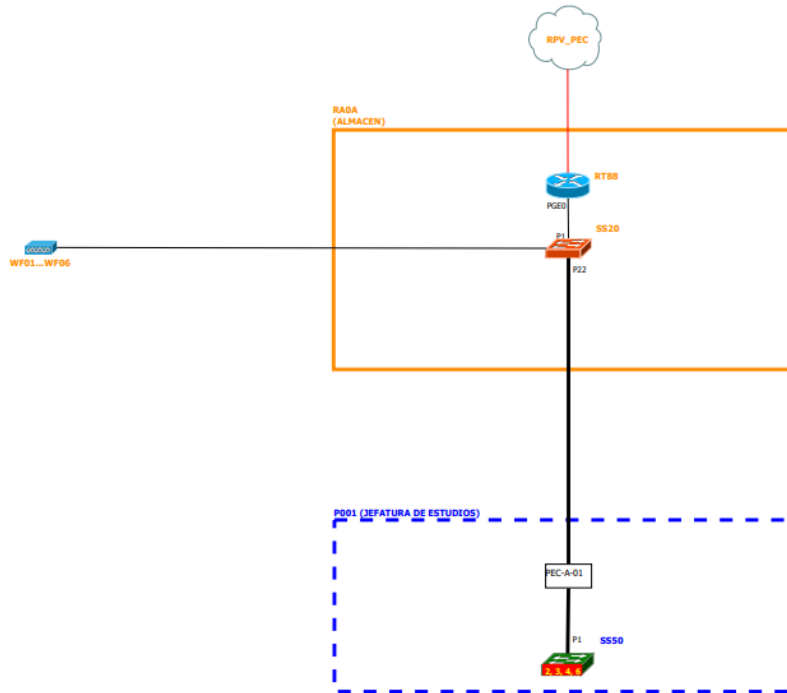 RPV_PEC
RA0A
(ALMACEN)
RT88
PGE0
P1
SS20
P22
WF01...WF06
P001 (JEFATURA DE ESTUDIOS)
PEC-A-01
P1
SS50
2, 3, 4, 6